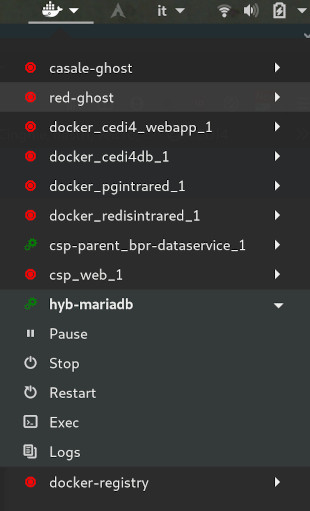 it
casale-ghost
red-ghost
docker_cedi4_webapp_1
docker_cedi4db_1
docker_pgintrared_1
docker_redisintrared_1
csp-parent_bpr-dataservice_1
csp_web_1
hyb-mariadb
Pause
Stop
Restart
Exec
Logs
docker-registry